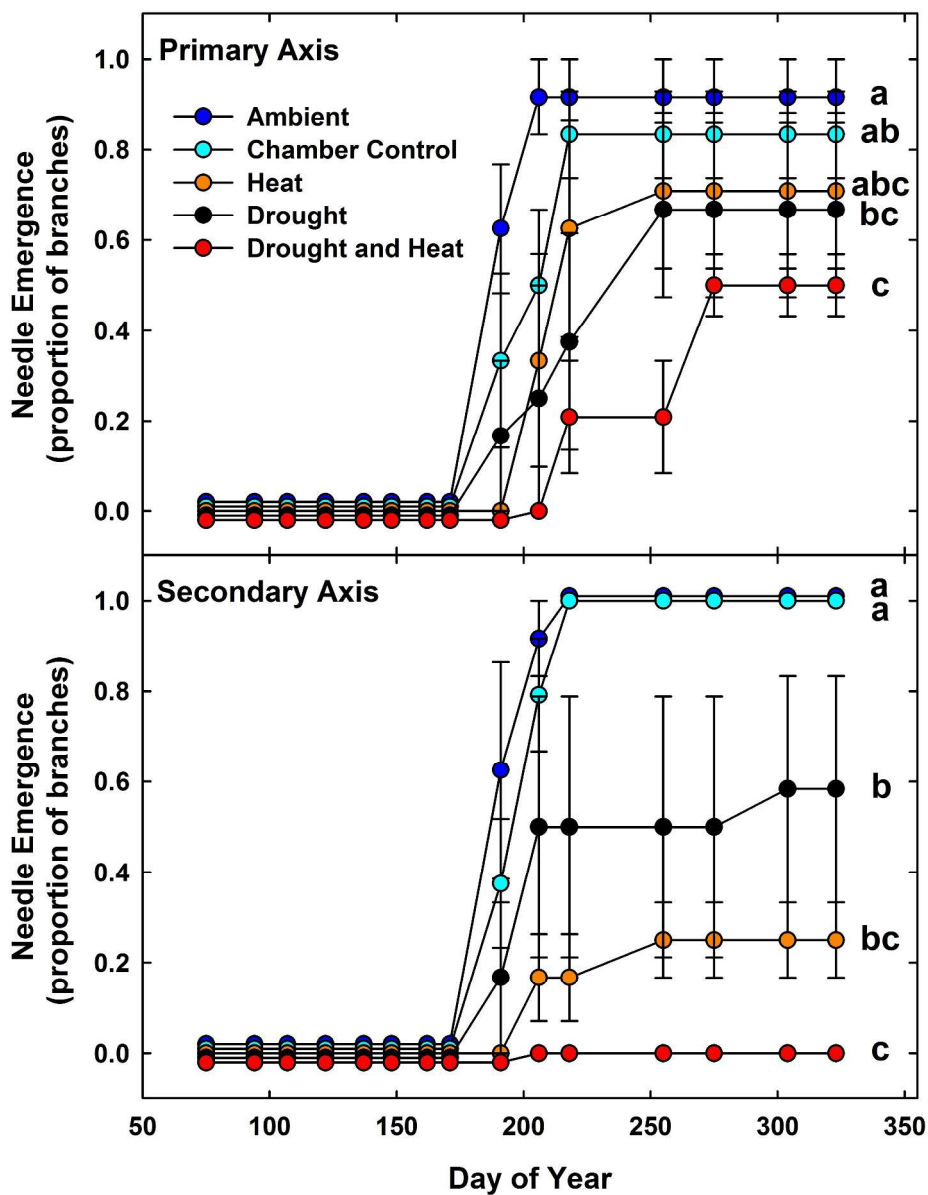 Primary Axis
Ambient
Chamber Control
Heat
Drought
Drought and Heat
a
ab
abc
bc
c
1.0
0.8
0.6
0.4
0.2
0.0
Needle Emergence
(proportion of branches)
Secondary Axis
a
a
b
bc
c
1.0
0.8
0.6
0.4
0.2
0.0
Needle Emergence
(proportion of branches)
50 100 150 200 250 300 350
Day of Year